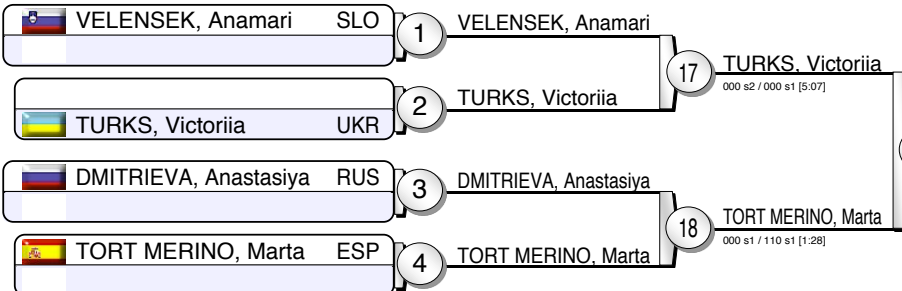 VELENSEK, Anamari SLO
1
VELENSEK, Anamari
17
TURKS, Victoriia
000 s2 / 000 s1 [5:07]
TURKS, Victoriia UKR
2
TURKS, Victoriia
DMITRIEVA, Anastasiya RUS
3
DMITRIEVA, Anastasiya
18
TORT MERINO, Marta
000 s1 / 110 s1 [1:28]
TORT MERINO, Marta ESP
4
TORT MERINO, Marta